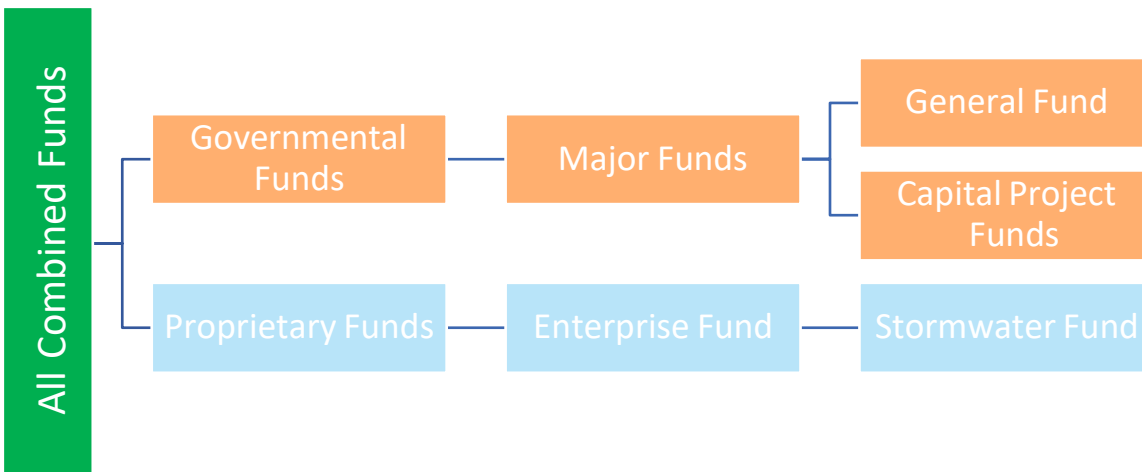 All Combined Funds
Governmental
Funds
Major Funds
General Fund
Capital Project
Funds
Proprietary Funds
Enterprise Fund
Stormwater Fund